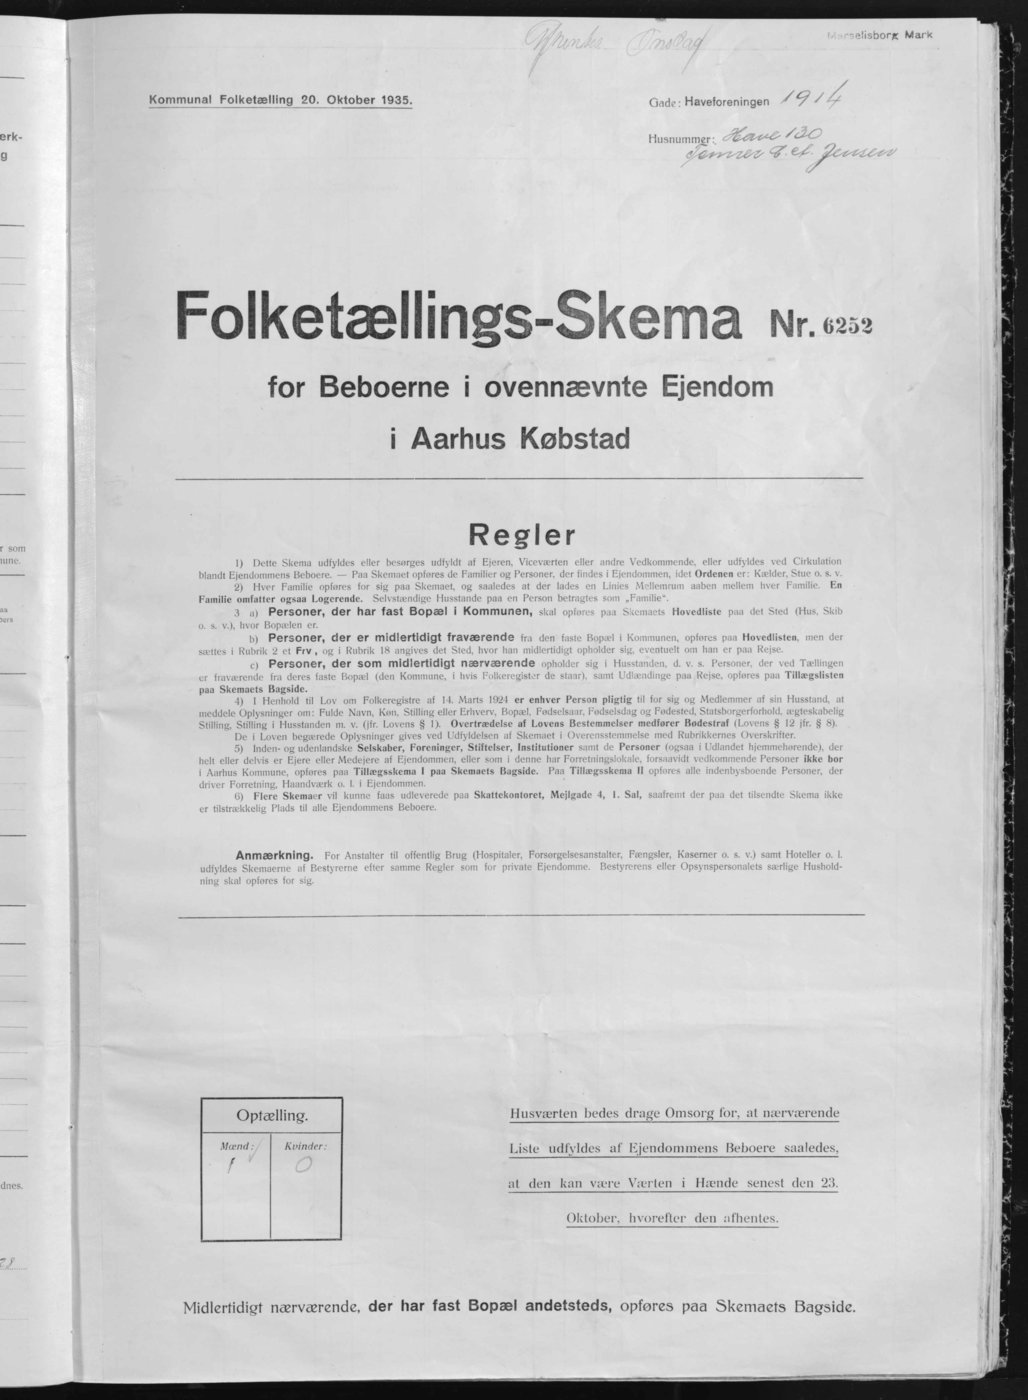 Onsdag
Marselisborg Mark
Kommunal Folketælling 20. Oktober 1935.
Gade: Haveforeningen 1914
Husnummer: Have 130
Tømrer C. A. Jensen
Folketællings-Skema Nr. 6252
for Beboerne i ovennævnte Ejendom
i Aarhus Købstad
Regler
1) Dette Skema udfyldes eller besørges udfyldt af Ejeren, Viceværten eller andre Vedkommende, eller udfyldes ved Cirkulation
blandt Ejendommens Beboere. — Paa Skemaet opføres de Familier og Personer, der findes i Ejendommen, idet Ordenen er: Kælder, Stue o. s. v.
2) Hver Familie opføres for sig paa Skemaet, og saaledes at der lades en Linies Mellemrum aaben mellem hver Familie. En
Familie omfatter ogsaa Logerende. Selvstændige Husstande paa en Person betragtes som „Familie".
3 a) Personer, der har fast Bopæl i Kommunen, skal opføres paa Skemaets Hovedliste paa det Sted (Hus, Skib
o. s. v.), hvor Bopælen er.
b) Personer, der er midlertidigt fraværende fra den faste Bopæl i Kommunen, opføres paa Hovedlisten, men der
sættes i Rubrik 2 et Frv, og i Rubrik 18 angives det Sted, hvor han midlertidigt opholder sig, eventuelt om han er paa Rejse.
c) Personer, der som midlertidigt nærværende opholder sig i Husstanden, d. v. s. Personer, der ved Tællingen
er fraværende fra deres faste Bopæl (den Kommune, i hvis Folkeregister de staar), samt Udlændinge paa Rejse, opføres paa Tillægslisten
paa Skemaets Bagside.
4) I Henhold til Lov om Folkeregistre af 14. Marts 1924 er enhver Person pligtig til for sig og Medlemmer af sin Husstand, at
meddele Oplysninger om: Fulde Navn, Køn, Stilling eller Erhverv, Bopæl, Fødselsaar, Fødselsdag og Fødested, Statsborgerforhold, ægteskabelig
Stilling, Stilling i Husstanden m. v. (jfr. Lovens § 1). Overtrædelse af Lovens Bestemmelser medfører Bødestraf (Lovens § 12 jfr. § 8).
De i Loven begærede Oplysninger gives ved Udfyldelsen af Skemaet i Overensstemmelse med Rubrikkernes Overskrifter.
5) Inden- og udenlandske Selskaber, Foreninger, Stiftelser, Institutioner samt de Personer (ogsaa i Udlandet hjemmehørende), der
helt eller delvis er Ejere eller Medejere af Ejendommen, eller som i denne har Forretningslokale, forsaavidt vedkommende Personer ikke bor
i Aarhus Kommune, opføres paa Tillægsskema I paa Skemaets Bagside. Paa Tillægsskema II opføres alle indenbysboende Personer, der
driver Forretning, Haandværk o. l. i Ejendommen.
6) Flere Skemaer vil kunne faas udleverede paa Skattekontoret, Mejlgade 4, 1. Sal, saafremt der paa det tilsendte Skema ikke
er tilstrækkelig Plads til alle Ejendommens Beboere.
Anmærkning. For Anstalter til offentlig Brug (Hospitaler, Forsørgelsesanstalter, Fængsler, Kaserner o. s. v.) samt Hoteller o. l.
udfyldes Skemaerne af Bestyrerne efter samme Regler som for private Ejendomme. Bestyrerens eller Opsynspersonalets særlige Hushold-
ning skal opføres for sig.
Optælling.
Mænd: Kvinder:
1 0
Husværten bedes drage Omsorg for, at nærværende
Liste udfyldes af Ejendommens Beboere saaledes,
at den kan være Værten i Hænde senest den 23.
Oktober, hvorefter den afhentes.
Midlertidigt nærværende, der har fast Bopæl andetsteds, opføres paa Skemaets Bagside.